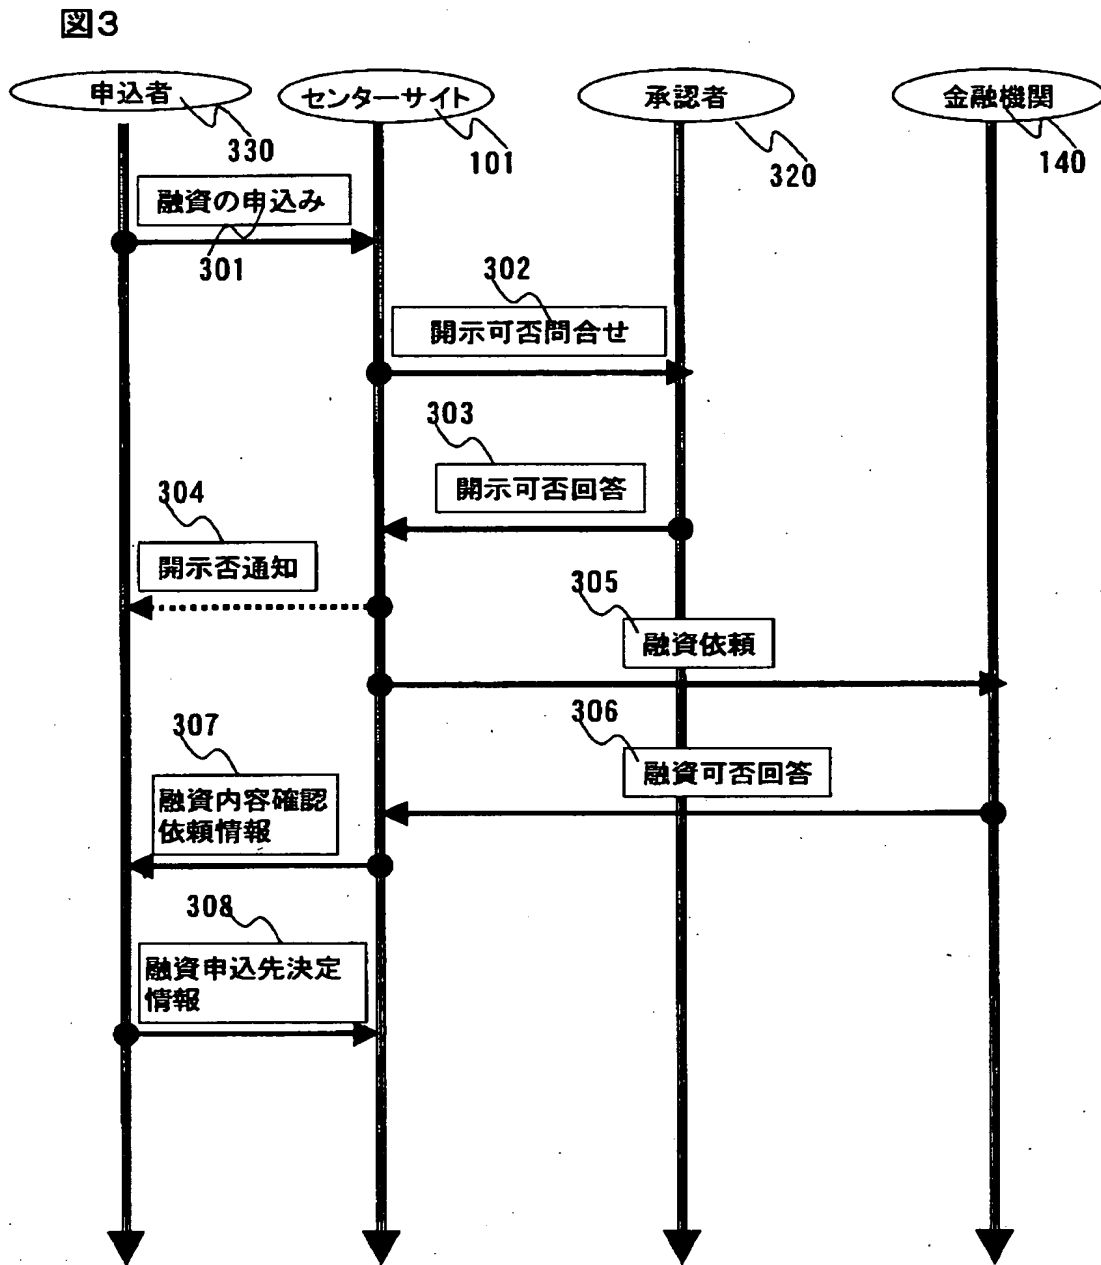 図3
申込者
センターサイト
承認者
金融機関
330
101
320
140
融資の申込み
301
302
開示可否問合せ
303
開示可否回答
304
開示否通知
305
融資依頼
306
融資可否回答
307
融資内容確認
依頼情報
308
融資申込先決定
情報